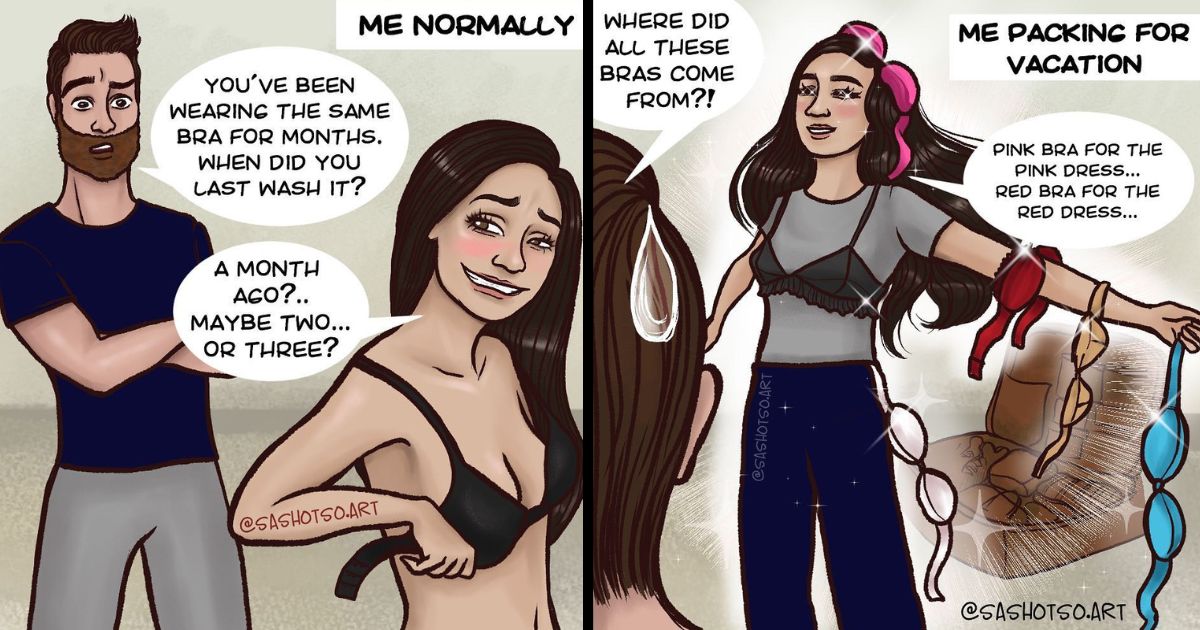 ME NORMALLY
YOU'VE BEEN
WEARING THE SAME
BRA FOR MONTHS.
WHEN DID YOU
LAST WASH IT?
A MONTH
AGO?..
MAYBE TWO...
OR THREE?
@SASHOTSO.ART
WHERE DID
ALL THESE
BRAS COME
FROM?!
ME PACKING FOR
VACATION
PINK BRA FOR THE
PINK DRESS...
RED BRA FOR THE
RED DRESS...
@SASHOTSO.ART
@SASHOTSO.ART